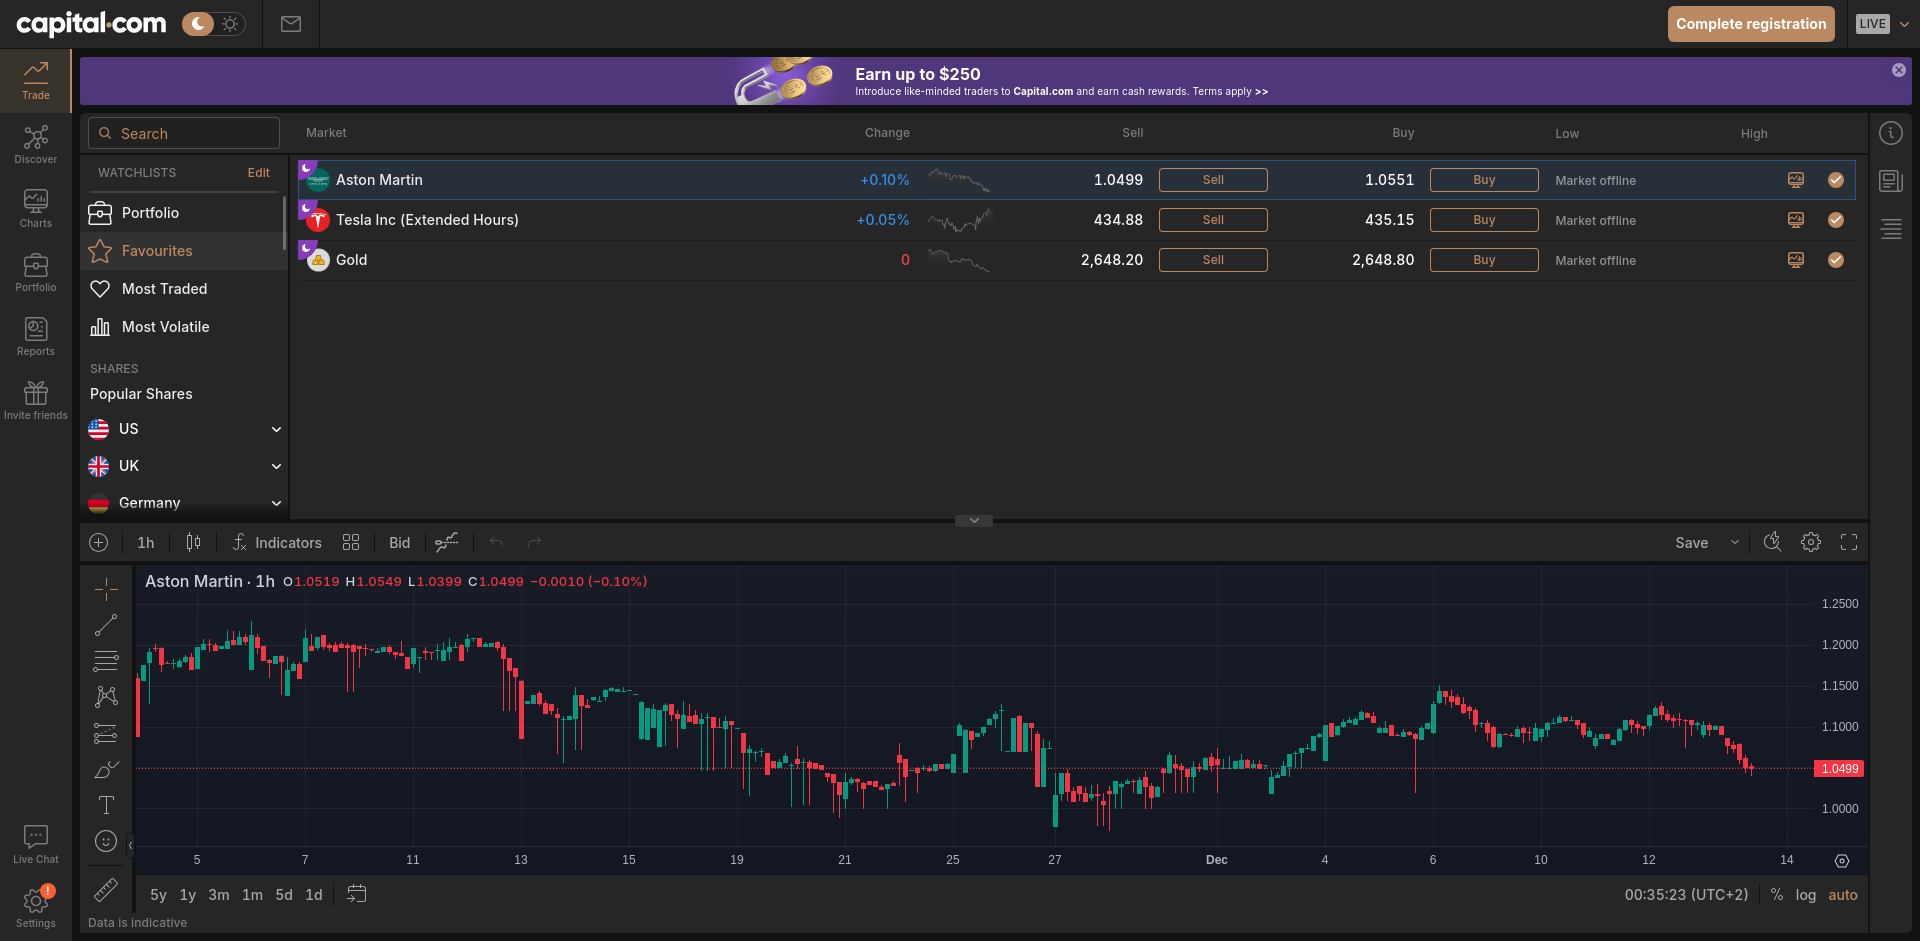 capital.com
Complete registration
LIVE
Earn up to $250
Introduce like-minded traders to Capital.com and earn cash rewards. Terms apply >>
Trade
Discover
Charts
Portfolio
Reports
Invite friends
Live Chat
!
Settings
Search
WATCHLISTS Edit
Portfolio
Favourites
Most Traded
Most Volatile
SHARES
Popular Shares
US
UK
Germany
Market Change Sell Buy Low High
Aston Martin +0.10% 1.0499 Sell 1.0551 Buy Market offline
Tesla Inc (Extended Hours) +0.05% 434.88 Sell 435.15 Buy Market offline
Gold 0 2,648.20 Sell 2,648.80 Buy Market offline
1h Indicators Bid Save
Aston Martin · 1h O1.0519 H1.0549 L1.0399 C1.0499 −0.0010 (−0.10%)
1.2500
1.2000
1.1500
1.1000
1.0499
1.0000
5 7 11 13 15 19 21 25 27 Dec 4 6 10 12 14
5y 1y 3m 1m 5d 1d 00:35:23 (UTC+2) % log auto
Data is indicative